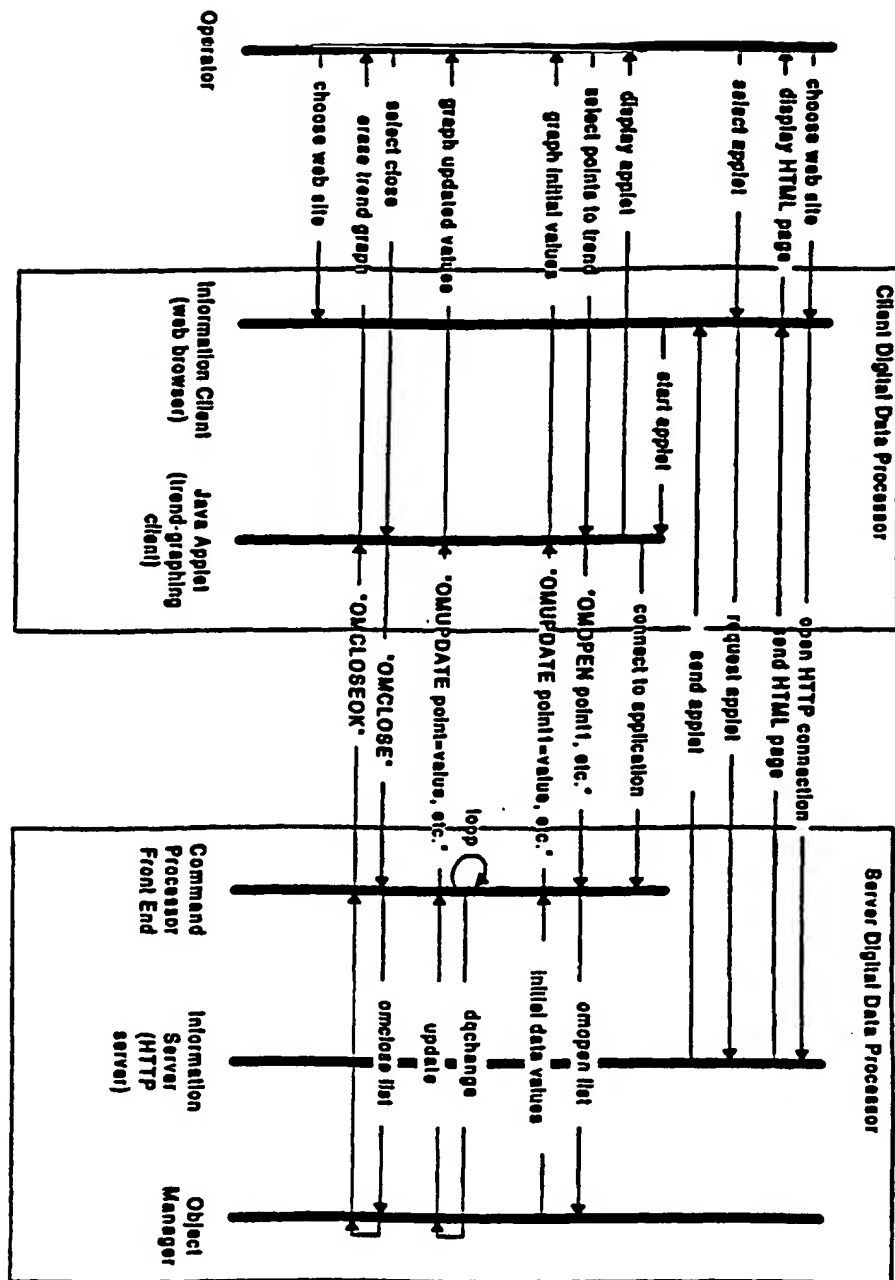 Client Digital Data Processor
Server Digital Data Processor
choose web site
open HTTP connection
display HTML page
send HTML page
select applet
request applet
send applet
start applet
display applet
connect to application
select points to trend
"OMOPEN point1, etc."
omopen list
graph initial values
"OMUPDATE point1=value, etc."
initial data values
loop
dqchange
graph updated values
"OMUPDATE point=value, etc."
update
select close
"OMCLOSE"
omclose list
erase trend graph
"OMCLOSEOK"
choose web site
Operator
Information Client
(web browser)
Java Applet
(trend-graphing
client)
Command
Processor
Front End
Information
Server
(HTTP
server)
Object
Manager